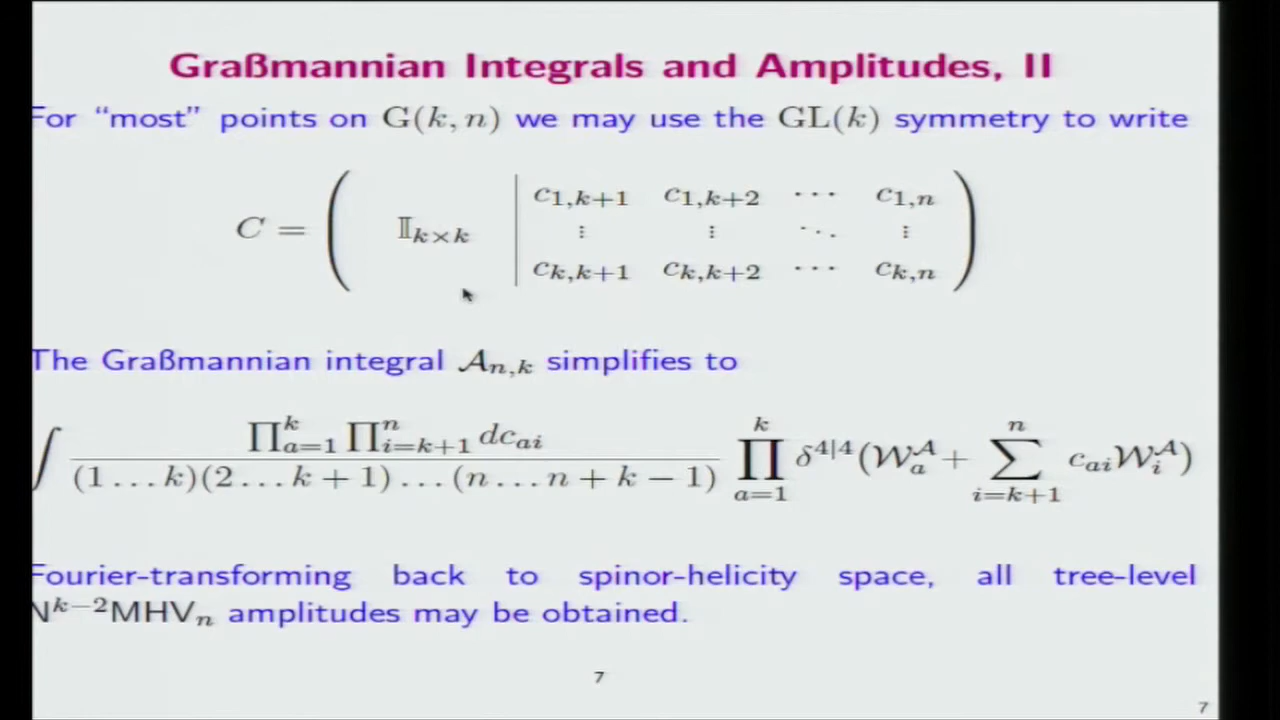 Graßmannian Integrals and Amplitudes, II
For “most” points on G(k, n) we may use the GL(k) symmetry to write
C = ( 𝕀_{k×k} | c_{1,k+1} c_{1,k+2} ⋯ c_{1,n}
⋮ ⋮ ⋱ ⋮
c_{k,k+1} c_{k,k+2} ⋯ c_{k,n} )
The Graßmannian integral 𝒜_{n,k} simplifies to
∫ ∏_{a=1}^{k} ∏_{i=k+1}^{n} dc_{ai} / (1 … k)(2 … k + 1) … (n … n + k − 1) ∏_{a=1}^{k} δ^{4|4}(𝒲_a^A + ∑_{i=k+1}^{n} c_{ai}𝒲_i^A)
Fourier-transforming back to spinor-helicity space, all tree-level
N^{k−2}MHV_n amplitudes may be obtained.
7
7